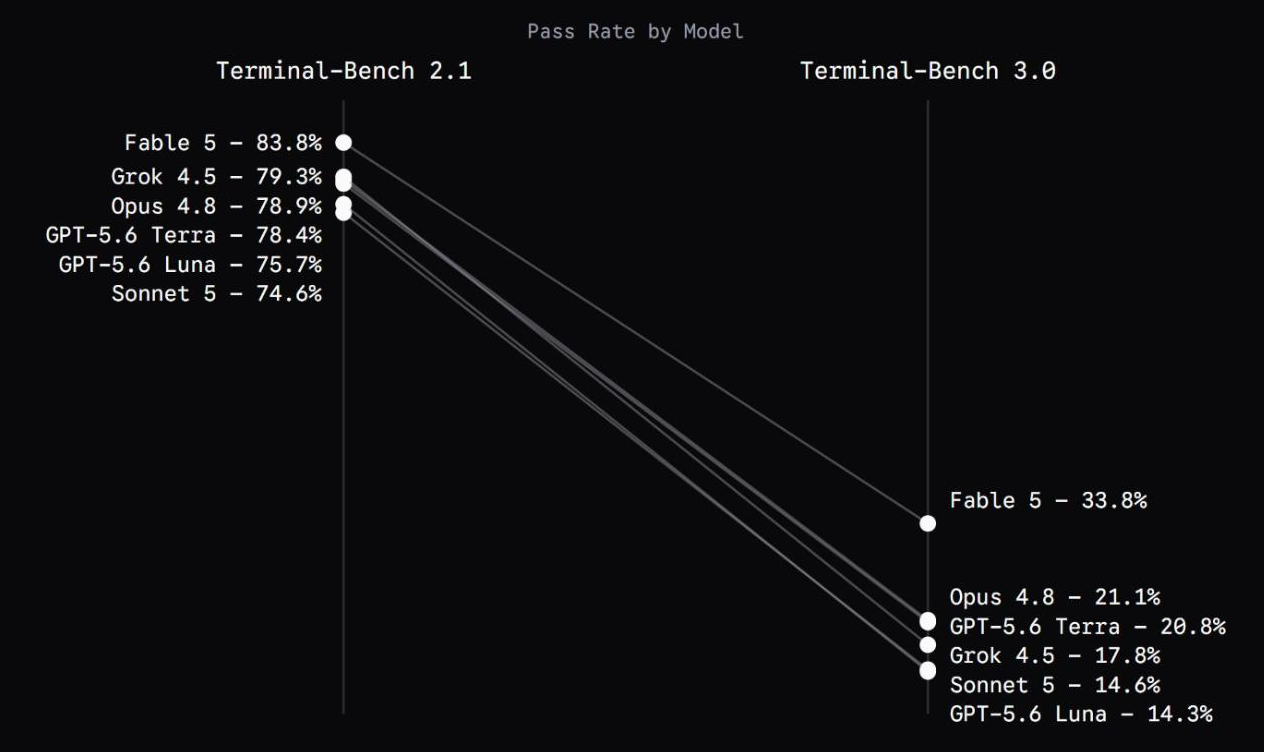 Pass Rate by Model
Terminal-Bench 2.1
Terminal-Bench 3.0
Fable 5 – 83.8%
Grok 4.5 – 79.3%
Opus 4.8 – 78.9%
GPT-5.6 Terra – 78.4%
GPT-5.6 Luna – 75.7%
Sonnet 5 – 74.6%
Fable 5 – 33.8%
Opus 4.8 – 21.1%
GPT-5.6 Terra – 20.8%
Grok 4.5 – 17.8%
Sonnet 5 – 14.6%
GPT-5.6 Luna – 14.3%